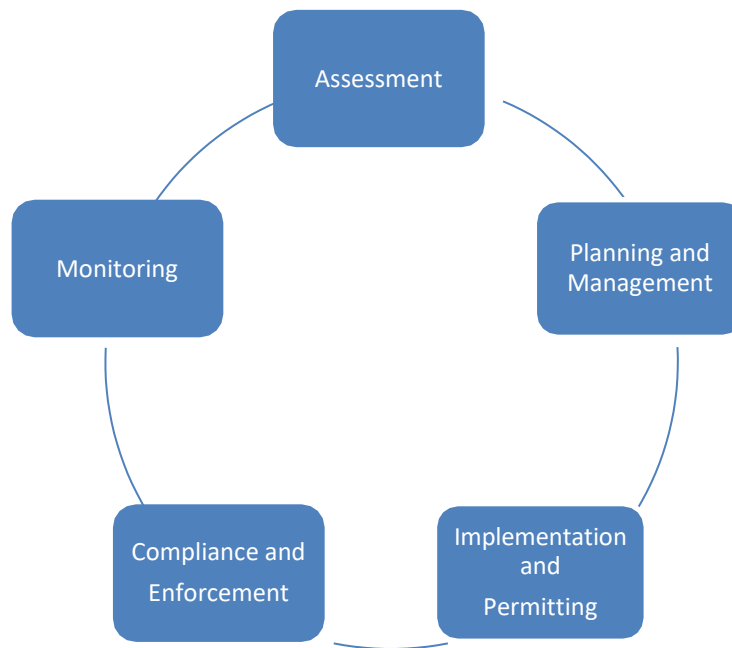 Assessment
Planning and
Management
Implementation
and
Permitting
Compliance and
Enforcement
Monitoring